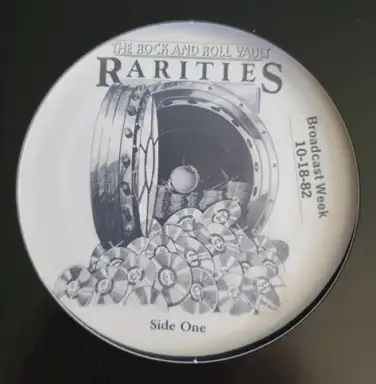 THE ROCK AND ROLL VAULT
RARITIES
Broadcast Week
10-18-82
Side One